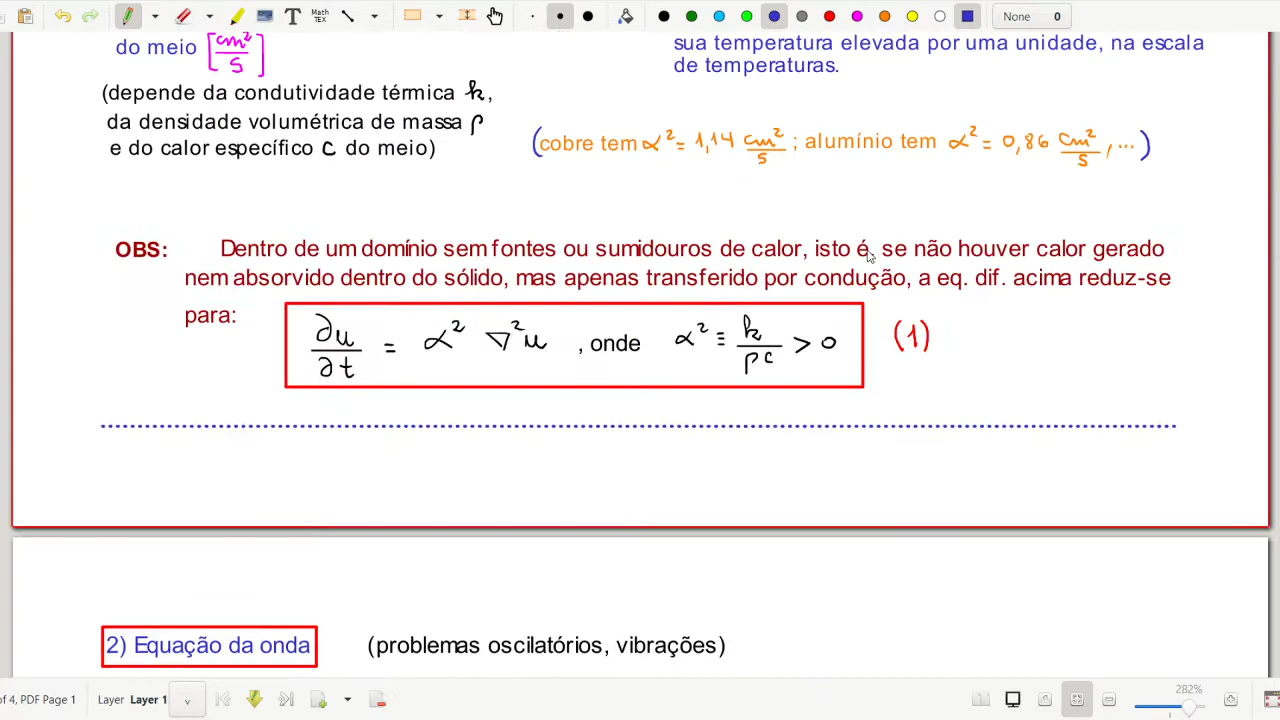 Math TEX T None 0
do meio [cm²/s]
sua temperatura elevada por uma unidade, na escala
de temperaturas.
(depende da condutividade térmica k,
da densidade volumétrica de massa ρ
e do calor específico c do meio)
(cobre tem α² = 1,14 cm²/s ; alumínio tem α² = 0,86 cm²/s , ...)
OBS: Dentro de um domínio sem fontes ou sumidouros de calor, isto é, se não houver calor gerado
nem absorvido dentro do sólido, mas apenas transferido por condução, a eq. dif. acima reduz-se
para:
∂u/∂t = α² ∇²u , onde α² ≡ k/ρc > 0 (1)
2) Equação da onda (problemas oscilatórios, vibrações)
of 4, PDF Page 1 Layer Layer 1 282%